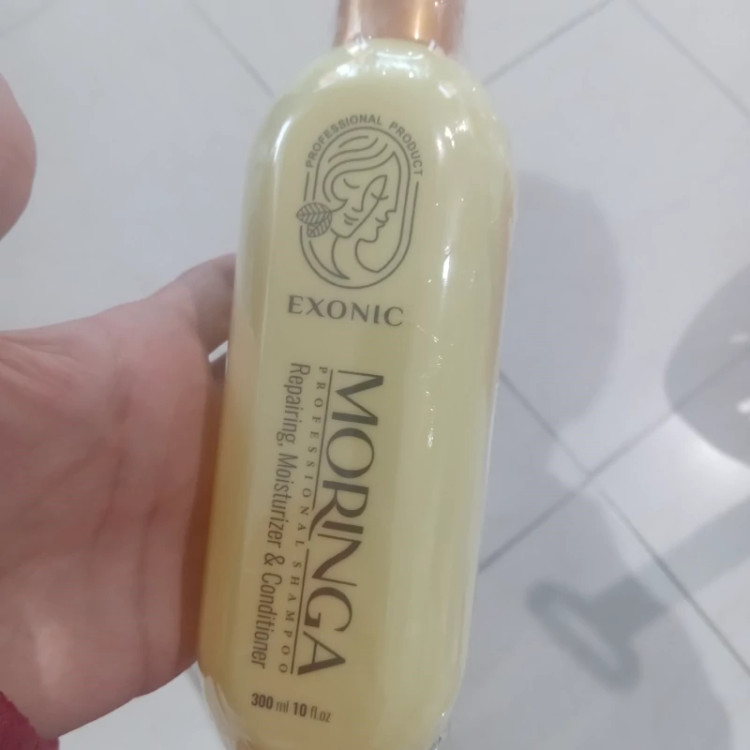 PROFESSIONAL PRODUCT
EXONIC
MORINGA
PROFESSIONAL SHAMPOO
Repairing, Moisturizer & Conditioner
300 ml 10 fl.oz